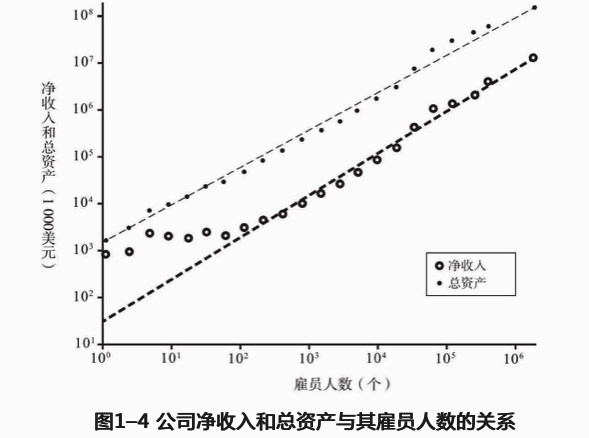 10⁸
10⁷
10⁶
10⁵
10⁴
10³
10²
10¹
净收入和总资产（1 000美元）
净收入
总资产
10⁰ 10¹ 10² 10³ 10⁴ 10⁵ 10⁶
雇员人数（个）
图1–4 公司净收入和总资产与其雇员人数的关系